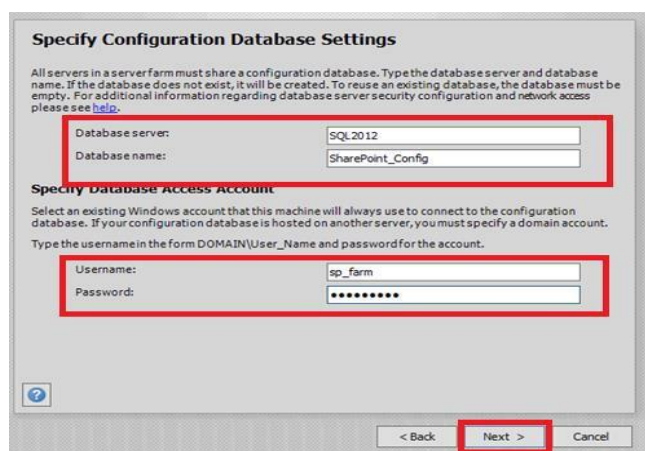 Specify Configuration Database Settings
All servers in a server farm must share a configuration database. Type the database server and database
name. If the database does not exist, it will be created. To reuse an existing database, the database must be
empty. For additional information regarding database server security configuration and network access
please see help.
Database server:
SQL2012
Database name:
SharePoint_Config
Specify Database Access Account
Select an existing Windows account that this machine will always use to connect to the configuration
database. If your configuration database is hosted on another server, you must specify a domain account.
Type the username in the form DOMAIN\User_Name and password for the account.
Username:
sp_farm
Password:
•••••••••
?
< Back
Next >
Cancel